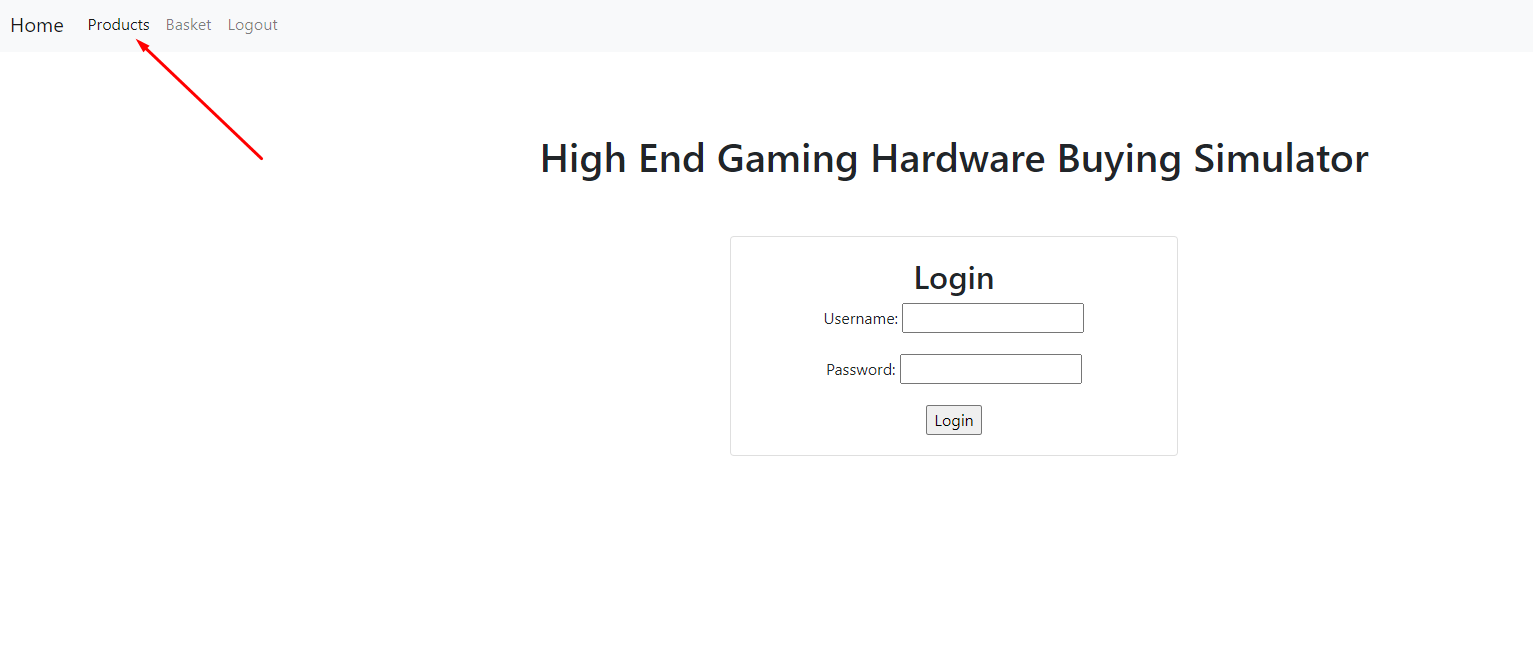 Home Products Basket Logout
High End Gaming Hardware Buying Simulator
Login
Username:
Password:
Login